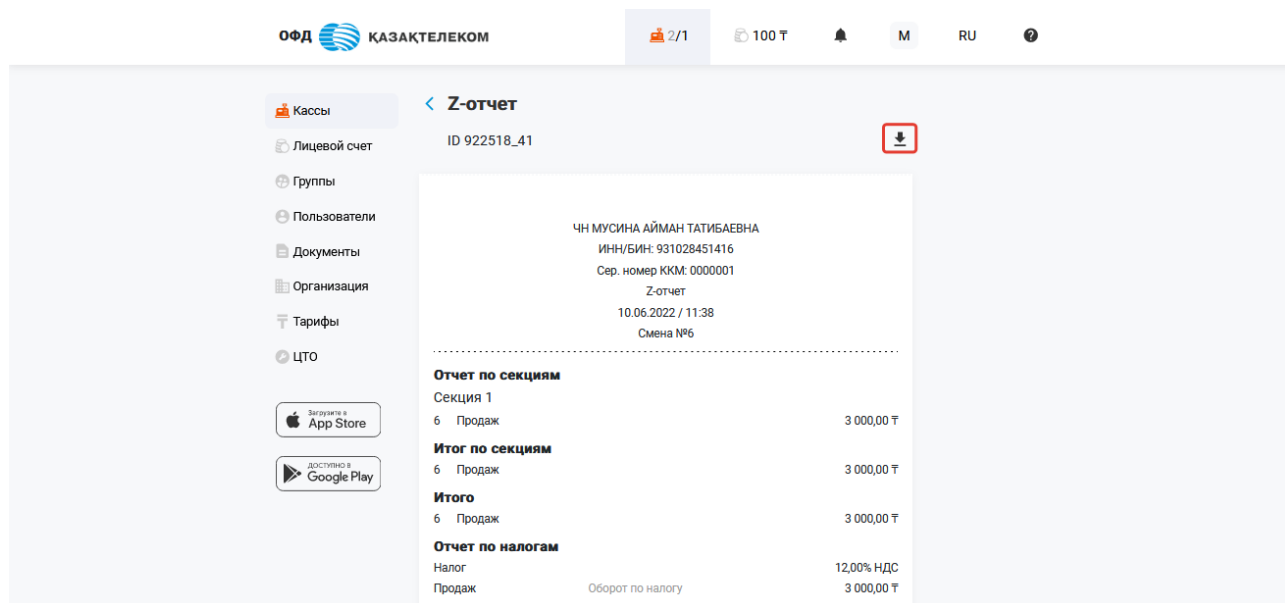 ОФД ҚАЗАҚТЕЛЕКОМ 2/1 100 ₸ M RU ?
Кассы
Лицевой счет
Группы
Пользователи
Документы
Организация
Тарифы
ЦТО
Загрузите в
App Store
ДОСТУПНО В
Google Play
Z-отчет
ID 922518_41
ЧН МУСИНА АЙМАН ТАТИБАЕВНА
ИНН/БИН: 931028451416
Сер. номер ККМ: 0000001
Z-отчет
10.06.2022 / 11:38
Смена №6
Отчет по секциям
Секция 1
6 Продаж 3 000,00 ₸
Итог по секциям
6 Продаж 3 000,00 ₸
Итого
6 Продаж 3 000,00 ₸
Отчет по налогам
Налог 12,00% НДС
Продаж Оборот по налогу 3 000,00 ₸